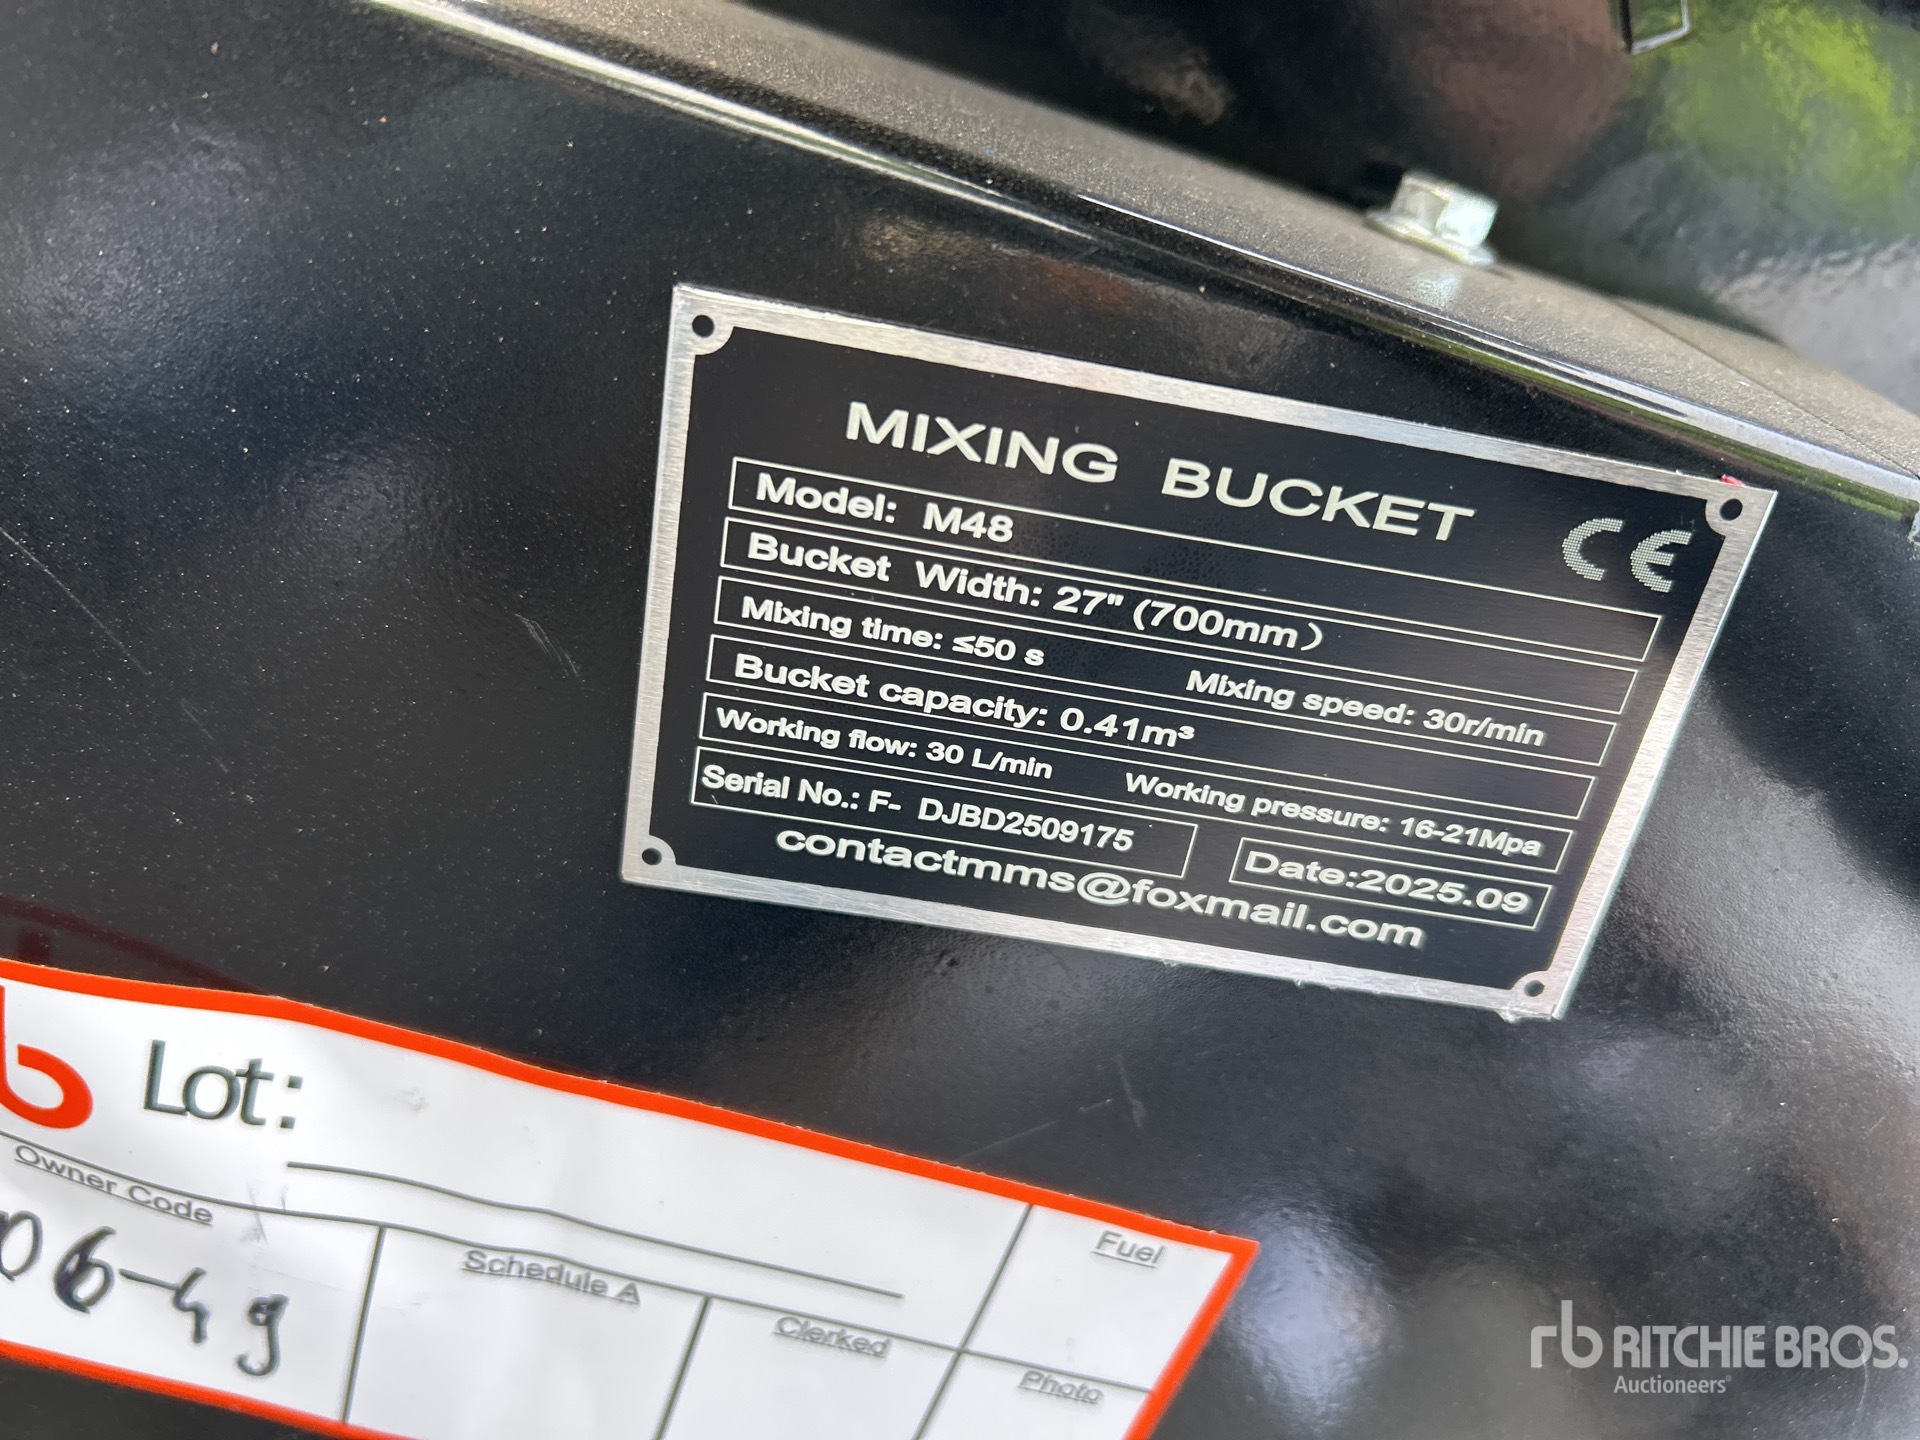 MIXING BUCKET
CE
Model: M48
Bucket Width: 27" (700mm)
Mixing time: ≤50 s Mixing speed: 30r/min
Bucket capacity: 0.41m³
Working flow: 30 L/min Working pressure: 16-21Mpa
Serial No.: F- DJBD2509175 Date:2025.09
contactmms@foxmail.com
rb Lot:
Owner Code
06-49
Schedule A
Clerked
Fuel
Photo
rb RITCHIE BROS.
Auctioneers